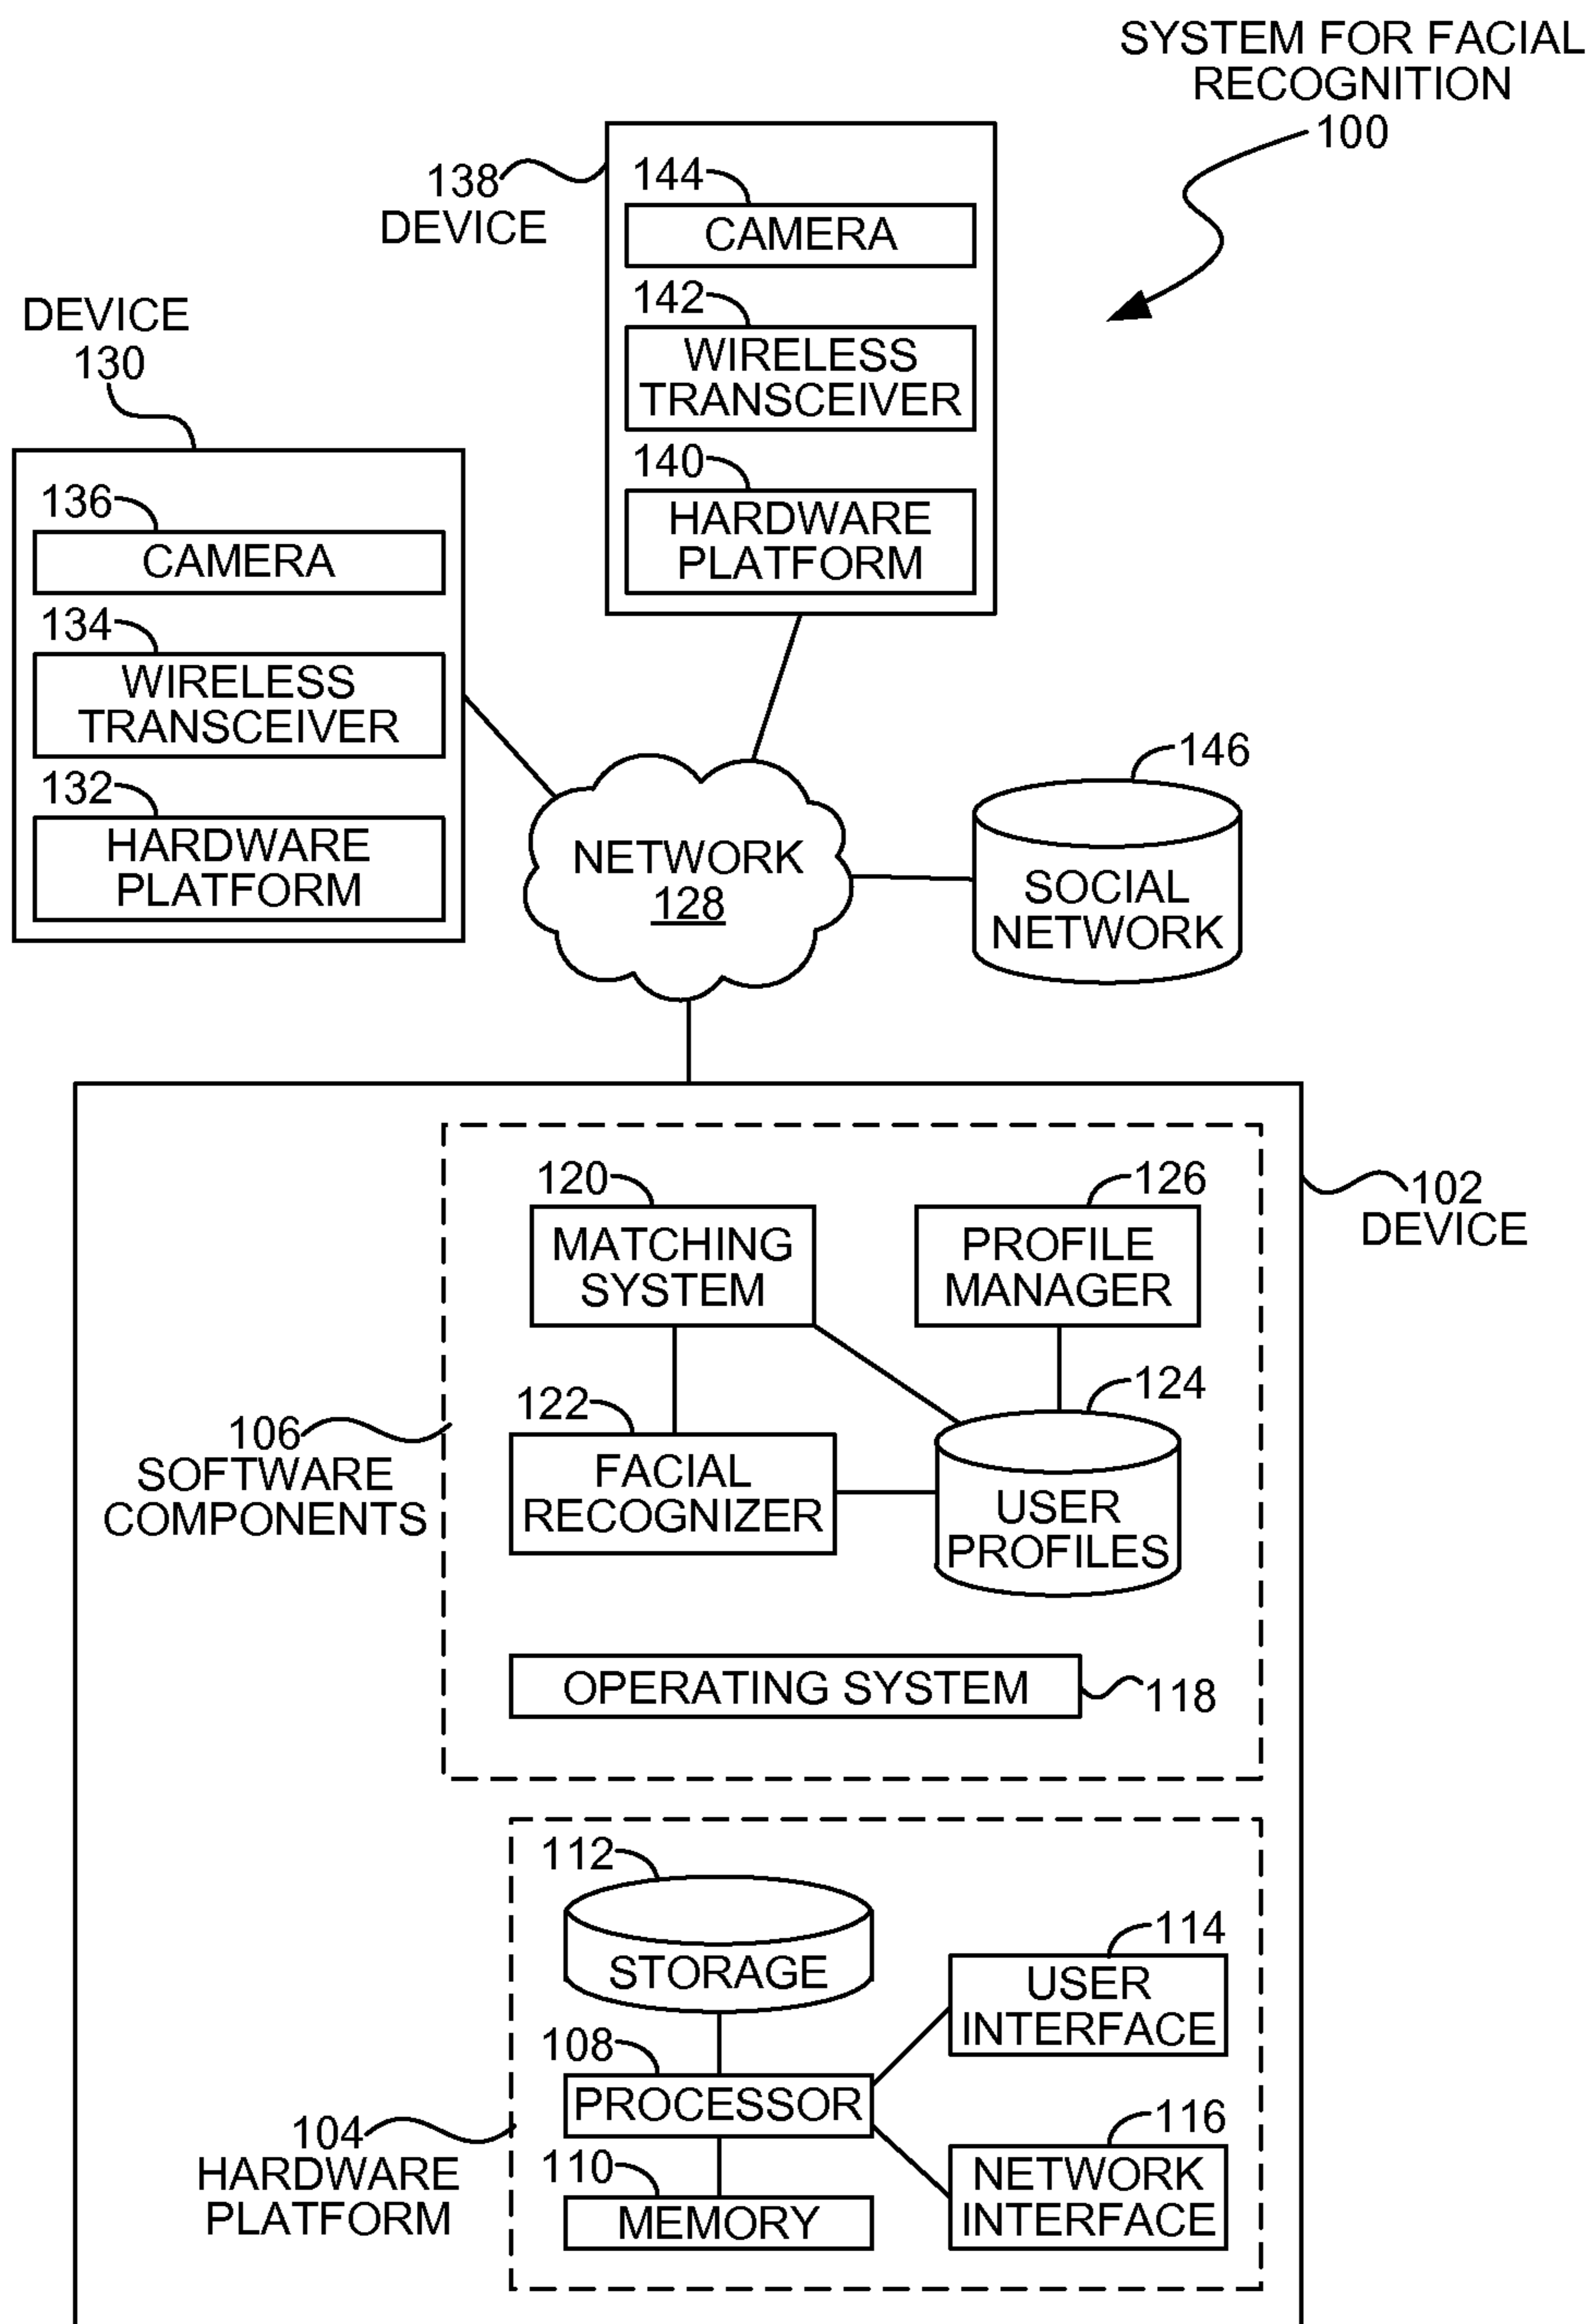 SYSTEM FOR FACIAL
RECOGNITION
100
138
DEVICE
144
CAMERA
142
WIRELESS
TRANSCEIVER
140
HARDWARE
PLATFORM
DEVICE
130
136
CAMERA
134
WIRELESS
TRANSCEIVER
132
HARDWARE
PLATFORM
NETWORK
128
146
SOCIAL
NETWORK
102
DEVICE
120
MATCHING
SYSTEM
126
PROFILE
MANAGER
106
SOFTWARE
COMPONENTS
122
FACIAL
RECOGNIZER
124
USER
PROFILES
OPERATING SYSTEM
118
112
STORAGE
114
USER
INTERFACE
108
PROCESSOR
104
HARDWARE
PLATFORM
110
MEMORY
116
NETWORK
INTERFACE